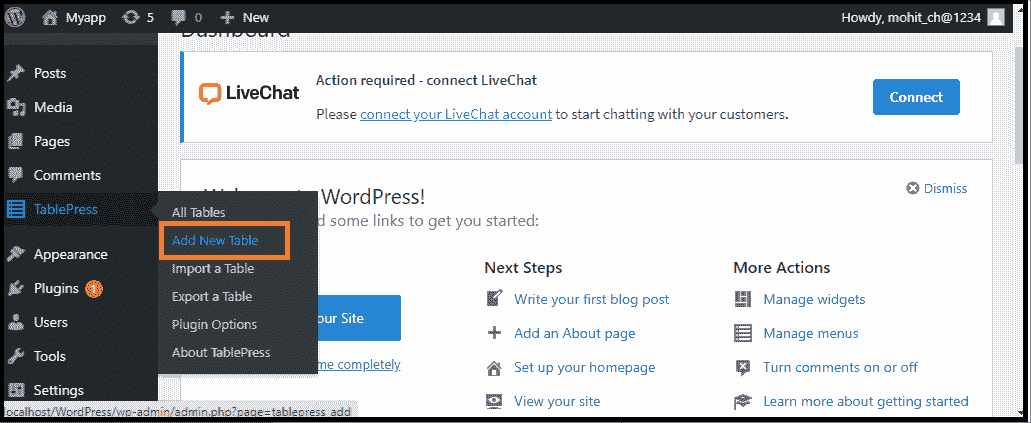 Myapp 5 0 New Howdy, mohit_ch@1234
Dashboard
Posts
Media
Pages
Comments
TablePress
Appearance
Plugins 1
Users
Tools
Settings
All Tables
Add New Table
Import a Table
Export a Table
Plugin Options
About TablePress
LiveChat
Action required - connect LiveChat
Please connect your LiveChat account to start chatting with your customers.
Connect
WordPress!
Dismiss
d some links to get you started:
our Site
me completely
Next Steps
Write your first blog post
Add an About page
Set up your homepage
View your site
More Actions
Manage widgets
Manage menus
Turn comments on or off
Learn more about getting started
localhost/WordPress/wp-admin/admin.php?page=tablepress_add